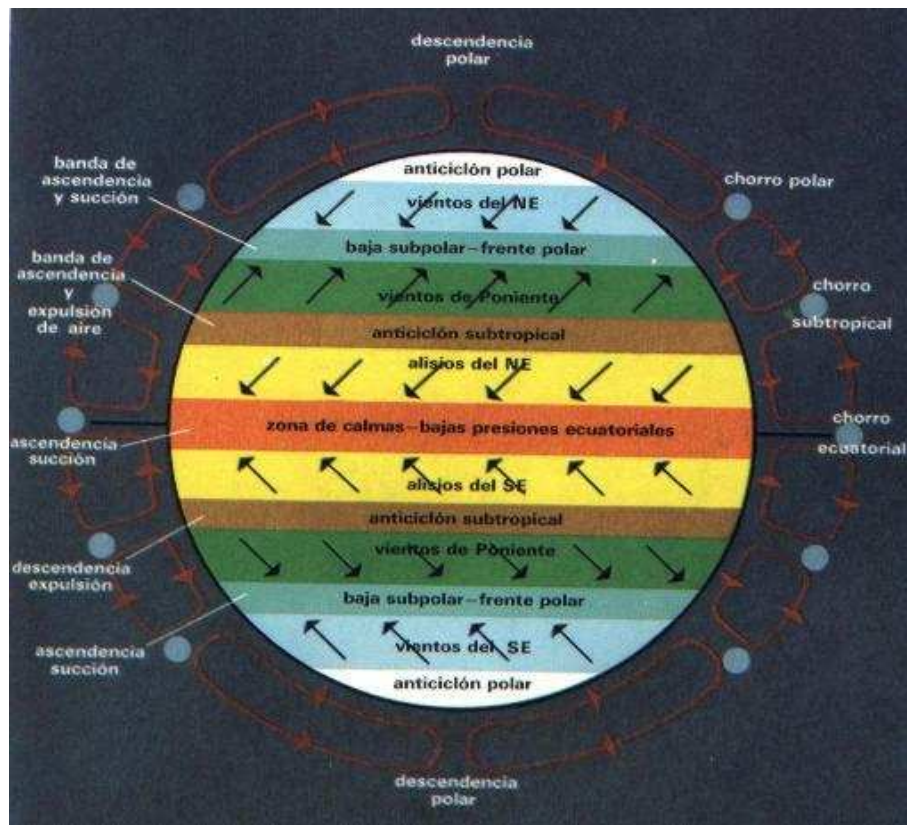 descendencia
polar
banda de
ascendencia
y succión
anticiclón polar
chorro polar
vientos del NE
baja subpolar–frente polar
banda de
ascendencia
y
expulsión
de aire
vientos de Poniente
chorro
subtropical
anticiclón subtropical
alisios del NE
zona de calmas–bajas presiones ecuatoriales
chorro
ecuatorial
ascendencia
succión
alisios del SE
anticiclón subtropical
vientos de Poniente
descendencia
expulsión
baja subpolar–frente polar
ascendencia
succión
vientos del SE
anticiclón polar
descendencia
polar